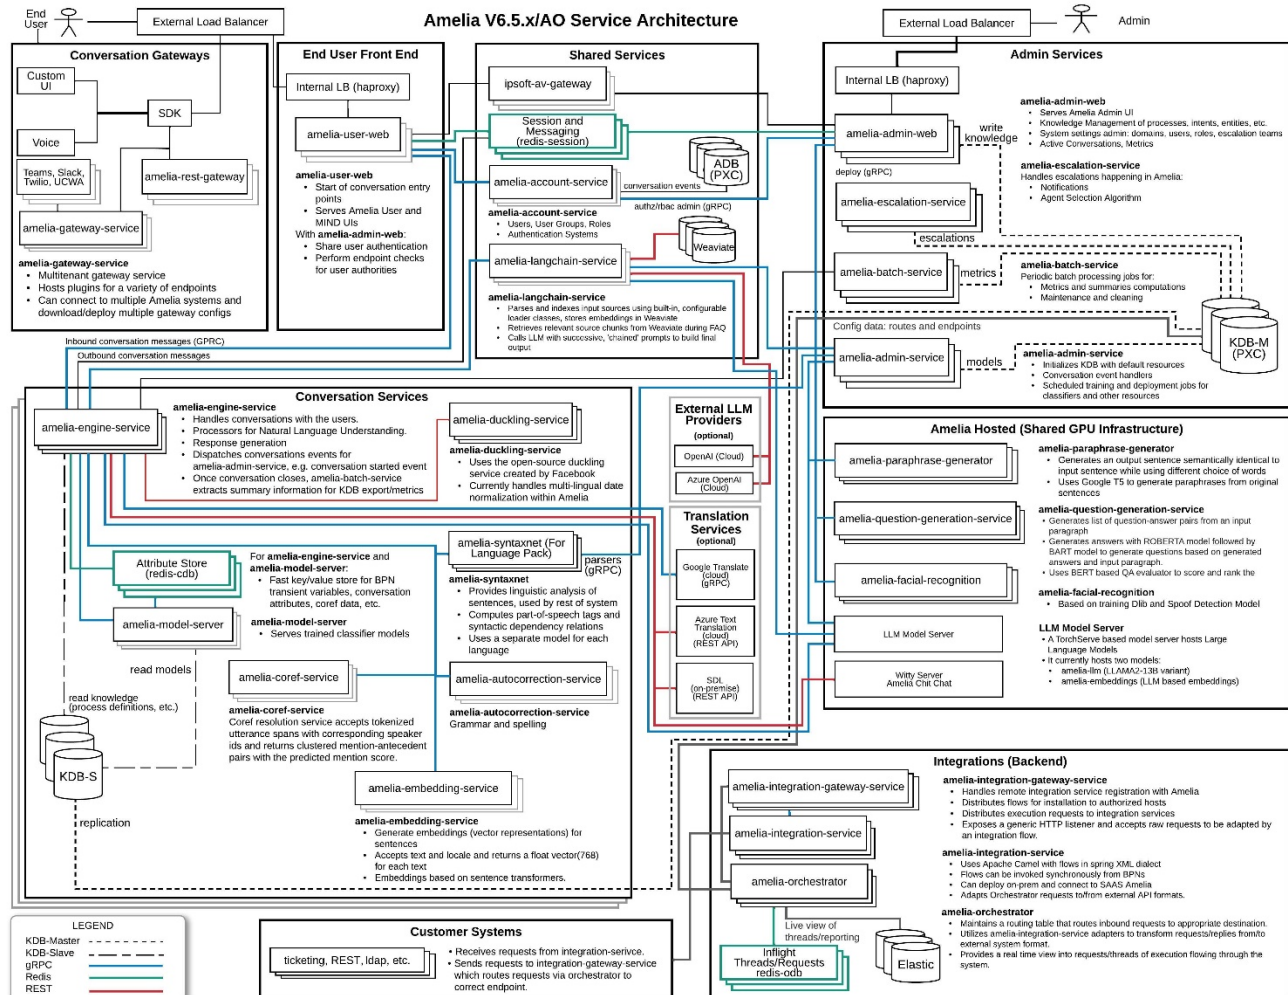 Amelia V6.5.x/AO Service Architecture
End
User
External Load Balancer
External Load Balancer
Admin
Conversation Gateways
Custom
UI
SDK
Voice
Teams, Slack,
Twilio, UCWA
amelia-rest-gateway
amelia-gateway-service
amelia-gateway-service
• Multitenant gateway service
• Hosts plugins for a variety of endpoints
• Can connect to multiple Amelia systems and
download/deploy multiple gateway configs
End User Front End
Internal LB (haproxy)
amelia-user-web
amelia-user-web
• Start of conversation entry
points
• Serves Amelia User and
MIND UIs
With amelia-admin-web:
• Share user authentication
• Perform endpoint checks
for user authorities
Shared Services
ipsoft-av-gateway
Session and
Messaging
(redis-session)
ADB
(PXC)
amelia-account-service
conversation events
authz/rbac admin (gRPC)
amelia-account-service
• Users, User Groups, Roles
• Authentication Systems
Weaviate
amelia-langchain-service
amelia-langchain-service
• Parses and indexes input sources using built-in, configurable
loader classes, stores embeddings in Weaviate
• Retrieves relevant source chunks from Weaviate during FAQ
• Calls LLM with successive, 'chained' prompts to build final
output
Admin Services
Internal LB (haproxy)
amelia-admin-web
write
knowledge
deploy (gRPC)
amelia-escalation-service
escalations
amelia-batch-service
metrics
Config data: routes and endpoints
amelia-admin-service
models
KDB-M
(PXC)
amelia-admin-web
• Serves Amelia Admin UI
• Knowledge Management of processes, intents, entities, etc.
• System settings admin: domains, users, roles, escalation teams
• Active Conversations, Metrics
amelia-escalation-service
Handles escalations happening in Amelia:
• Notifications
• Agent Selection Algorithm
amelia-batch-service
Periodic batch processing jobs for:
• Metrics and summaries computations
• Maintenance and cleaning
amelia-admin-service
• Initializes KDB with default resources
• Conversation event handlers
• Scheduled training and deployment jobs for
classifiers and other resources
Inbound conversation messages (GPRC)
Outbound conversation messages
Conversation Services
amelia-engine-service
amelia-engine-service
• Handles conversations with the users.
• Processors for Natural Language Understanding.
• Response generation
• Dispatches conversations events for
amelia-admin-service, e.g. conversation started event
• Once conversation closes, amelia-batch-service
extracts summary information for KDB export/metrics
amelia-duckling-service
amelia-duckling-service
• Uses the open-source duckling
service created by Facebook
• Currently handles multi-lingual date
normalization within Amelia
Attribute Store
(redis-cdb)
For amelia-engine-service and
amelia-model-server:
• Fast key/value store for BPN
transient variables, conversation
attributes, coref data, etc.
amelia-model-server
• Serves trained classifier models
amelia-model-server
read models
amelia-syntaxnet (For
Language Pack)
parsers
(gRPC)
amelia-syntaxnet
• Provides linguistic analysis of
sentences, used by rest of system
• Computes part-of-speech tags and
syntactic dependency relations
• Uses a separate model for each
language
amelia-coref-service
amelia-coref-service
Coref resolution service accepts tokenized
utterance spans with corresponding speaker
ids and returns clustered mention-antecedent
pairs with the predicted mention score.
amelia-autocorrection-service
amelia-autocorrection-service
Grammar and spelling
read knowledge
(process definitions, etc.)
KDB-S
replication
amelia-embedding-service
amelia-embedding-service
• Generate embeddings (vector representations) for
sentences
• Accepts text and locale and returns a float vector(768)
for each text
• Embeddings based on sentence transformers.
External LLM
Providers
(optional)
OpenAI (Cloud)
Azure OpenAI
(Cloud)
Translation
Services
(optional)
Google Translate
(cloud)
(gRPC)
Azure Text
Translation
(cloud)
(REST API)
SDL
(on-premise)
(REST API)
Amelia Hosted (Shared GPU Infrastructure)
amelia-paraphrase-generator
amelia-question-generation-service
amelia-facial-recognition
LLM Model Server
Witty Server
Amelia Chit Chat
amelia-paraphrase-generator
• Generates an output sentence semantically identical to
input sentence while using different choice of words
• Uses Google T5 to generate paraphrases from original
sentences
amelia-question-generation-service
• Generates list of question-answer pairs from an input
paragraph
• Generates answers with ROBERTA model followed by
BART model to generate questions based on generated
answers and input paragraph.
• Uses BERT based QA evaluator to score and rank the
amelia-facial-recognition
• Based on training Dlib and Spoof Detection Model
LLM Model Server
• A TorchServe based model server hosts Large
Language Models
• It currently hosts two models:
• amelia-llm (LLAMA2-13B variant)
• amelia-embeddings (LLM based embeddings)
Integrations (Backend)
amelia-integration-gateway-service
amelia-integration-service
amelia-orchestrator
Live view of
threads/reporting
Inflight
Threads/Requests
redis-odb
Elastic
amelia-integration-gateway-service
• Handles remote integration service registration with Amelia
• Distributes flows for installation to authorized hosts
• Distributes execution requests to integration services
• Exposes a generic HTTP listener and accepts raw requests to be adapted by
an integration flow.
amelia-integration-service
• Uses Apache Camel with flows in spring XML dialect
• Flows can be invoked synchronously from BPNs
• Can deploy on-prem and connect to SAAS Amelia
• Adapts Orchestrator requests to/from external API formats.
amelia-orchestrator
• Maintains a routing table that routes inbound requests to appropriate destination.
• Utilizes amelia-integration-service adapters to transform requests/replies from/to
external system format.
• Provides a real time view into requests/threads of execution flowing through the
system.
LEGEND
KDB-Master
KDB-Slave
gRPC
Redis
REST
Customer Systems
ticketing, REST, ldap, etc.
• Receives requests from integration-serivce.
• Sends requests to integration-gateway-service
which routes requests via orchestrator to
correct endpoint.